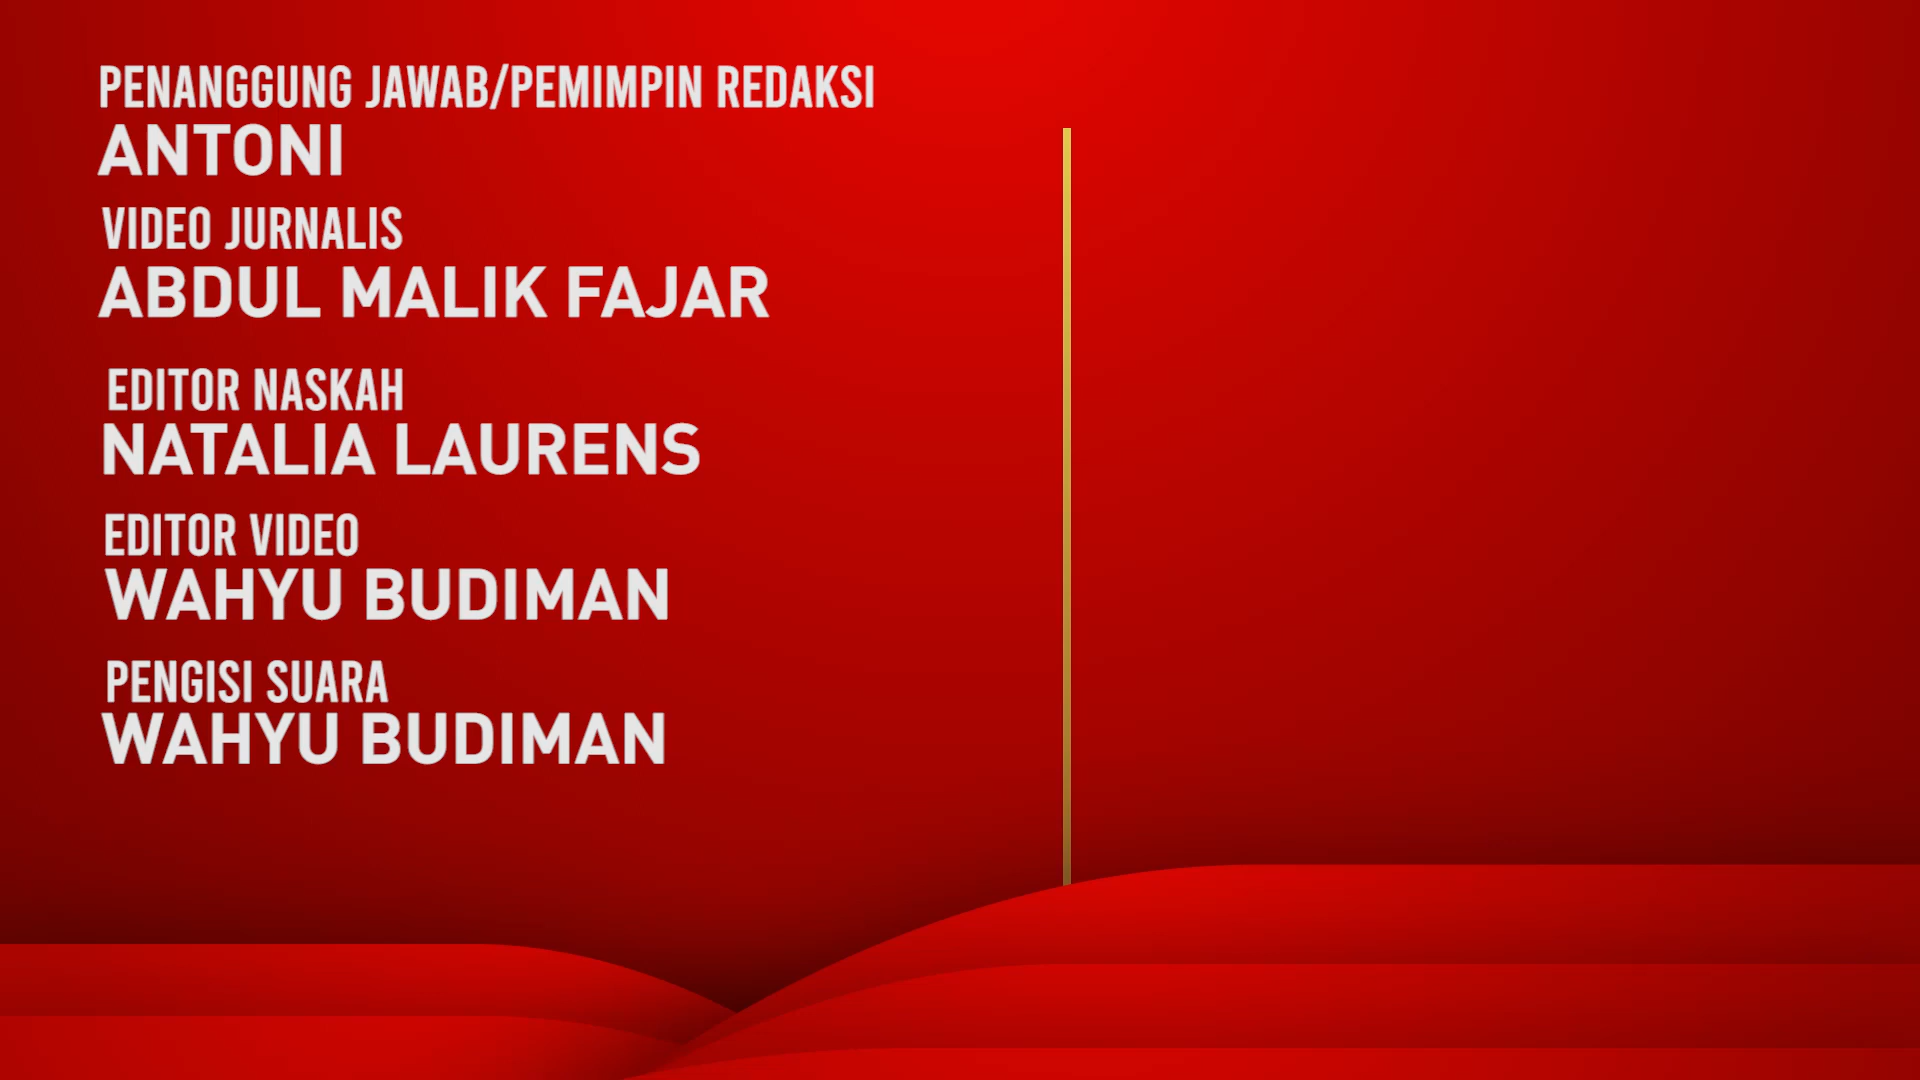 PENANGGUNG JAWAB/PEMIMPIN REDAKSI
ANTONI
VIDEO JURNALIS
ABDUL MALIK FAJAR
EDITOR NASKAH
NATALIA LAURENS
EDITOR VIDEO
WAHYU BUDIMAN
PENGISI SUARA
WAHYU BUDIMAN